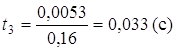 t₃ = 0,0053 / 0,16 = 0,033 (c)